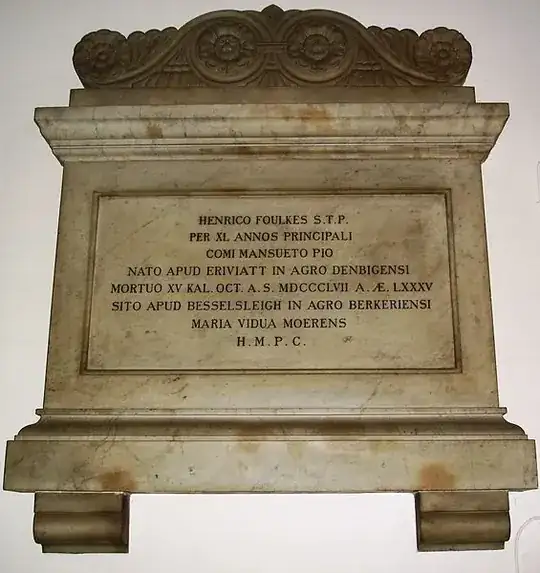 HENRICO FOULKES S.T.P.
PER XL ANNOS PRINCIPALI
COMI MANSUETO PIO
NATO APUD ERIVIATT IN AGRO DENBIGENSI
MORTUO XV KAL. OCT. A.S. MDCCCLVII A. Æ. LXXXV
SITO APUD BESSELSLEIGH IN AGRO BERKERIENSI
MARIA VIDUA MOERENS
H.M.P.C.